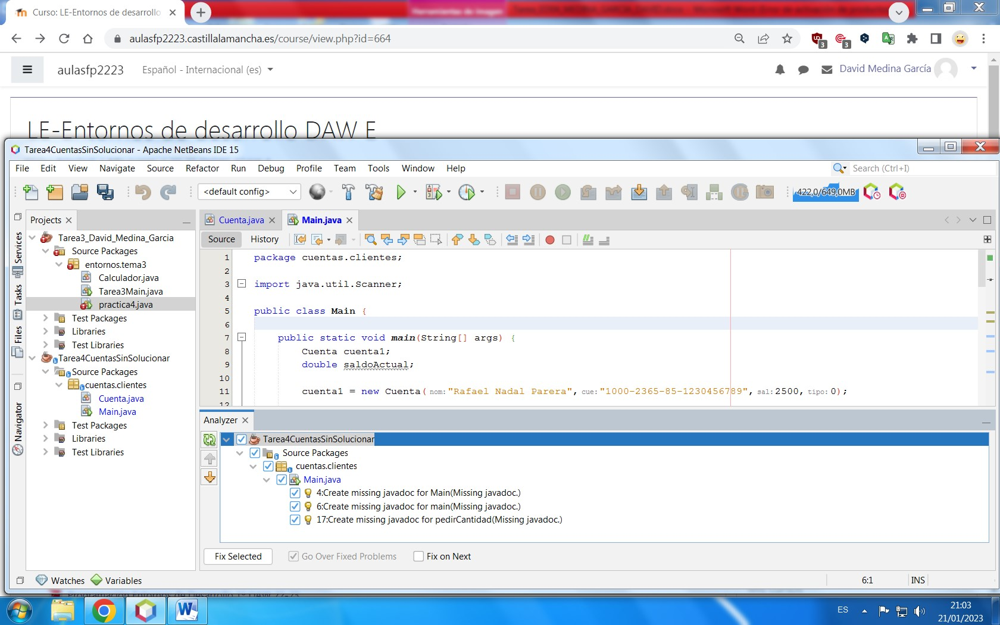 Curso: LE-Entornos de desarrollo
Herramientas de imagen
aulasfp2223.castillalamancha.es/course/view.php?id=664
3
3
aulasfp2223
Español - Internacional (es)
David Medina García
LE-Entornos de desarrollo DAW E
Tarea4CuentasSinSolucionar - Apache NetBeans IDE 15
File Edit View Navigate Source Refactor Run Debug Profile Team Tools Window Help
Search (Ctrl+I)
<default config>
422,0/649,0MB
Services
Tasks
Files
Navigator
Projects
Tarea3_David_Medina_Garcia
Source Packages
entornos.tema3
Calculador.java
Tarea3Main.java
practica4.java
Test Packages
Libraries
Test Libraries
Tarea4CuentasSinSolucionar
Source Packages
cuentas.clientes
Cuenta.java
Main.java
Test Packages
Libraries
Test Libraries
Cuenta.java
Main.java
Source History
1 package cuentas.clientes;
2
3 import java.util.Scanner;
4
5 public class Main {
6
7 public static void main(String[] args) {
8 Cuenta cuenta1;
9 double saldoActual;
10
11 cuenta1 = new Cuenta( nom: "Rafael Nadal Parera", cue: "1000-2365-85-1230456789", sal: 2500, tipo: 0);
12
Analyzer
Tarea4CuentasSinSolucionar
Source Packages
cuentas.clientes
Main.java
4:Create missing javadoc for Main(Missing javadoc.)
6:Create missing javadoc for main(Missing javadoc.)
17:Create missing javadoc for pedirCantidad(Missing javadoc.)
Fix Selected
Go Over Fixed Problems
Fix on Next
Watches Variables
6:1 INS
ES
21:03
21/01/2023